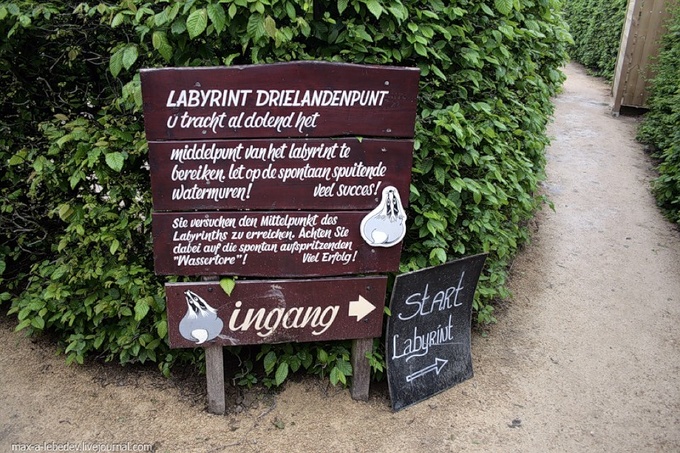 LABYRINT DRIELANDENPUNT
U tracht al dolend het
middelpunt van het labyrint te
bereiken. let op de spontaan spuitende
watermuren! veel succes!
Sie versuchen den Mittelpunkt des
Labyrinths zu erreichen. Achten Sie
dabei auf die spontan aufspritzenden
"Wassertore"! Viel Erfolg!
ingang
Start
Labyrint
max-a-lebedev.livejournal.com